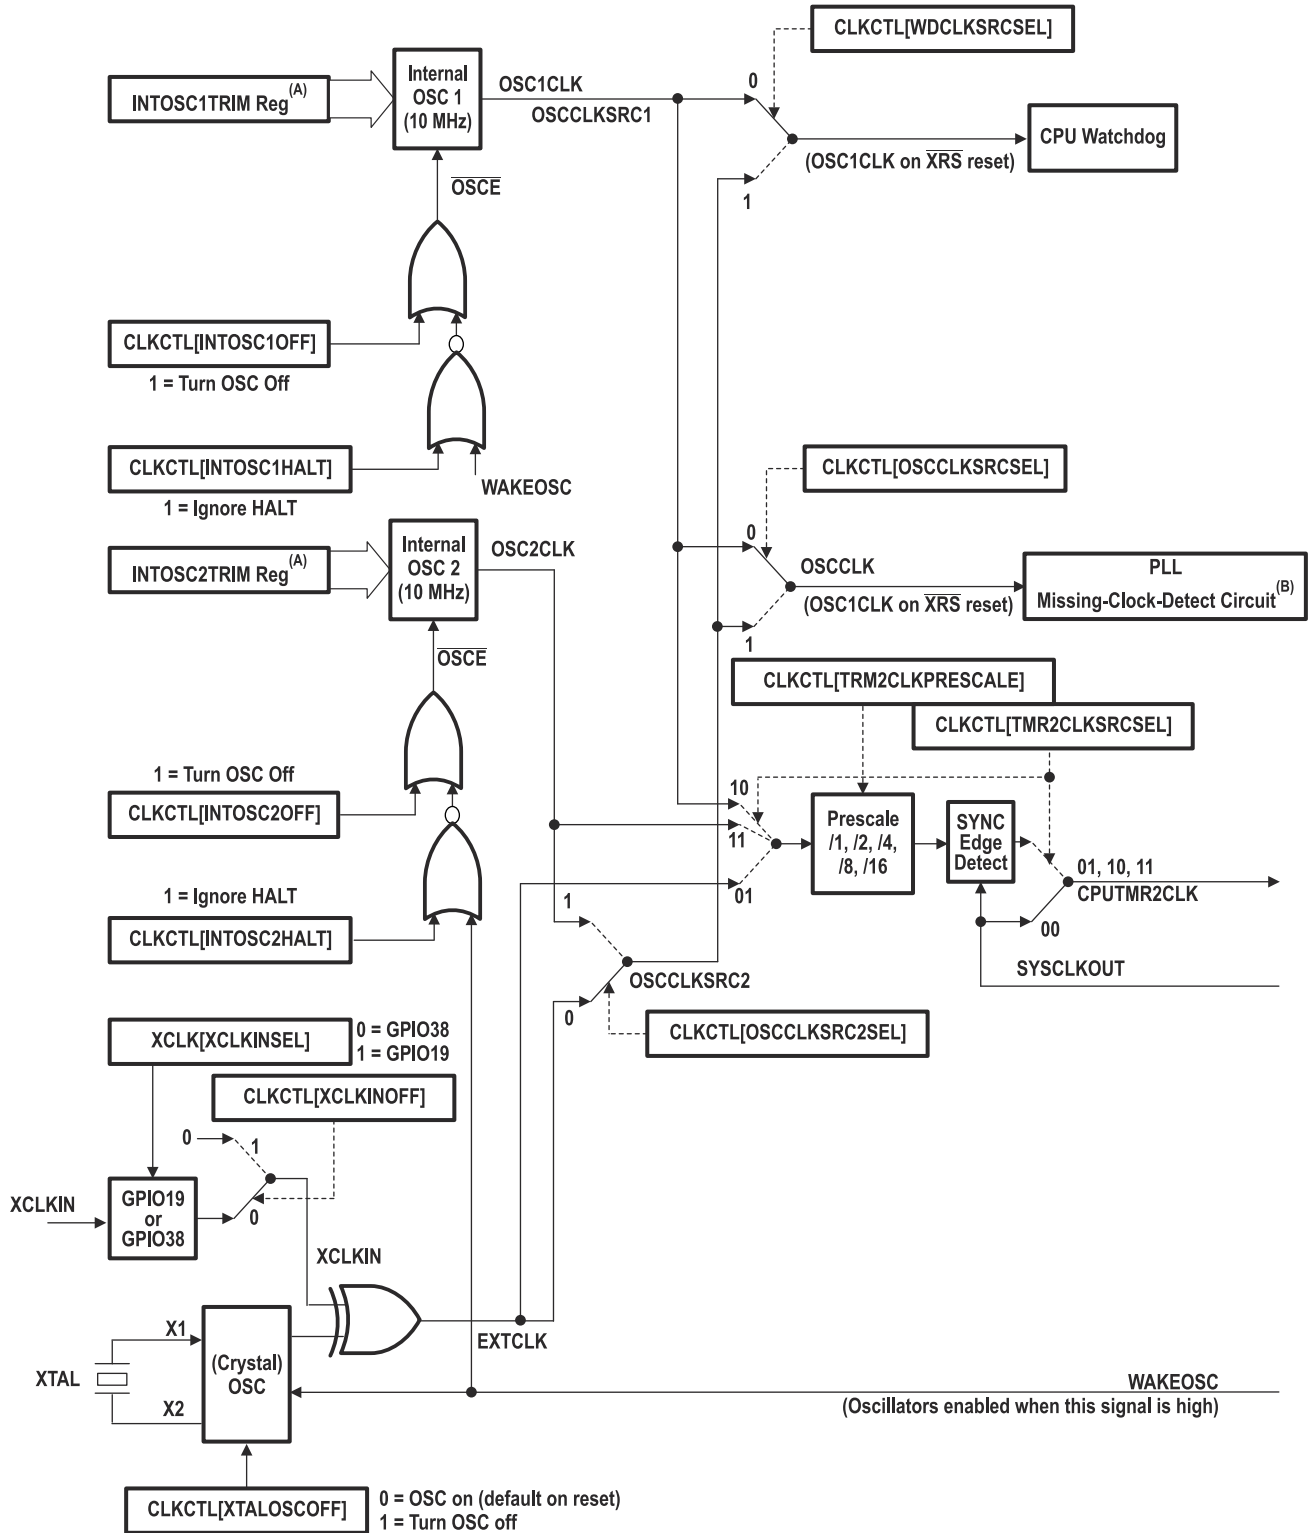 CLKCTL[WDCLKSRCSEL]
INTOSC1TRIM Reg(A)
Internal
OSC 1
(10 MHz)
OSC1CLK
OSCCLKSRC1
0
1
(OSC1CLK on XRS reset)
CPU Watchdog
OSCE
CLKCTL[INTOSC1OFF]
1 = Turn OSC Off
CLKCTL[INTOSC1HALT]
1 = Ignore HALT
WAKEOSC
CLKCTL[OSCCLKSRCSEL]
INTOSC2TRIM Reg(A)
Internal
OSC 2
(10 MHz)
OSC2CLK
0
1
OSCCLK
(OSC1CLK on XRS reset)
PLL
Missing-Clock-Detect Circuit(B)
OSCE
CLKCTL[TRM2CLKPRESCALE]
CLKCTL[TMR2CLKSRCSEL]
1 = Turn OSC Off
CLKCTL[INTOSC2OFF]
10
11
01
Prescale
/1, /2, /4,
/8, /16
SYNC
Edge
Detect
01, 10, 11
CPUTMR2CLK
00
SYSCLKOUT
1 = Ignore HALT
CLKCTL[INTOSC2HALT]
1
0
OSCCLKSRC2
CLKCTL[OSCCLKSRC2SEL]
XCLK[XCLKINSEL]
0 = GPIO38
1 = GPIO19
CLKCTL[XCLKINOFF]
0
1
0
XCLKIN
GPIO19
or
GPIO38
XCLKIN
EXTCLK
XTAL
X1
X2
(Crystal)
OSC
WAKEOSC
(Oscillators enabled when this signal is high)
CLKCTL[XTALOSCOFF]
0 = OSC on (default on reset)
1 = Turn OSC off